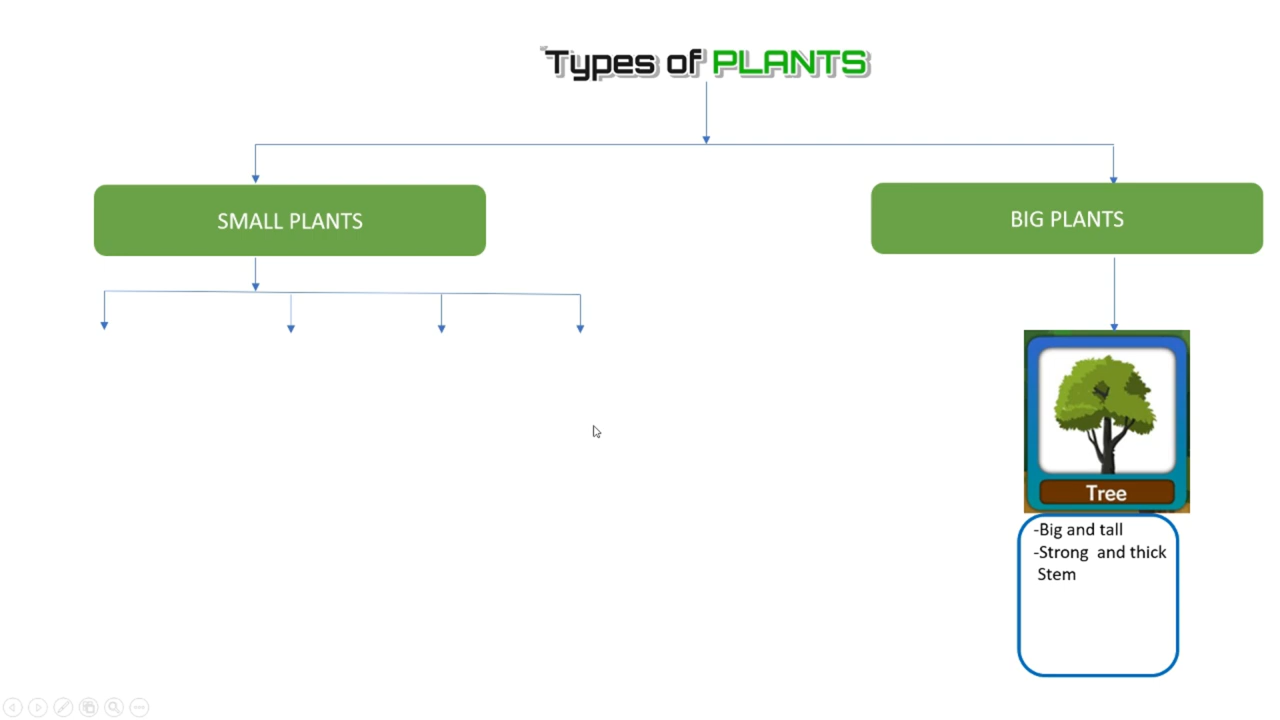 Types of PLANTS
SMALL PLANTS
BIG PLANTS
Tree
-Big and tall
-Strong  and thick
Stem